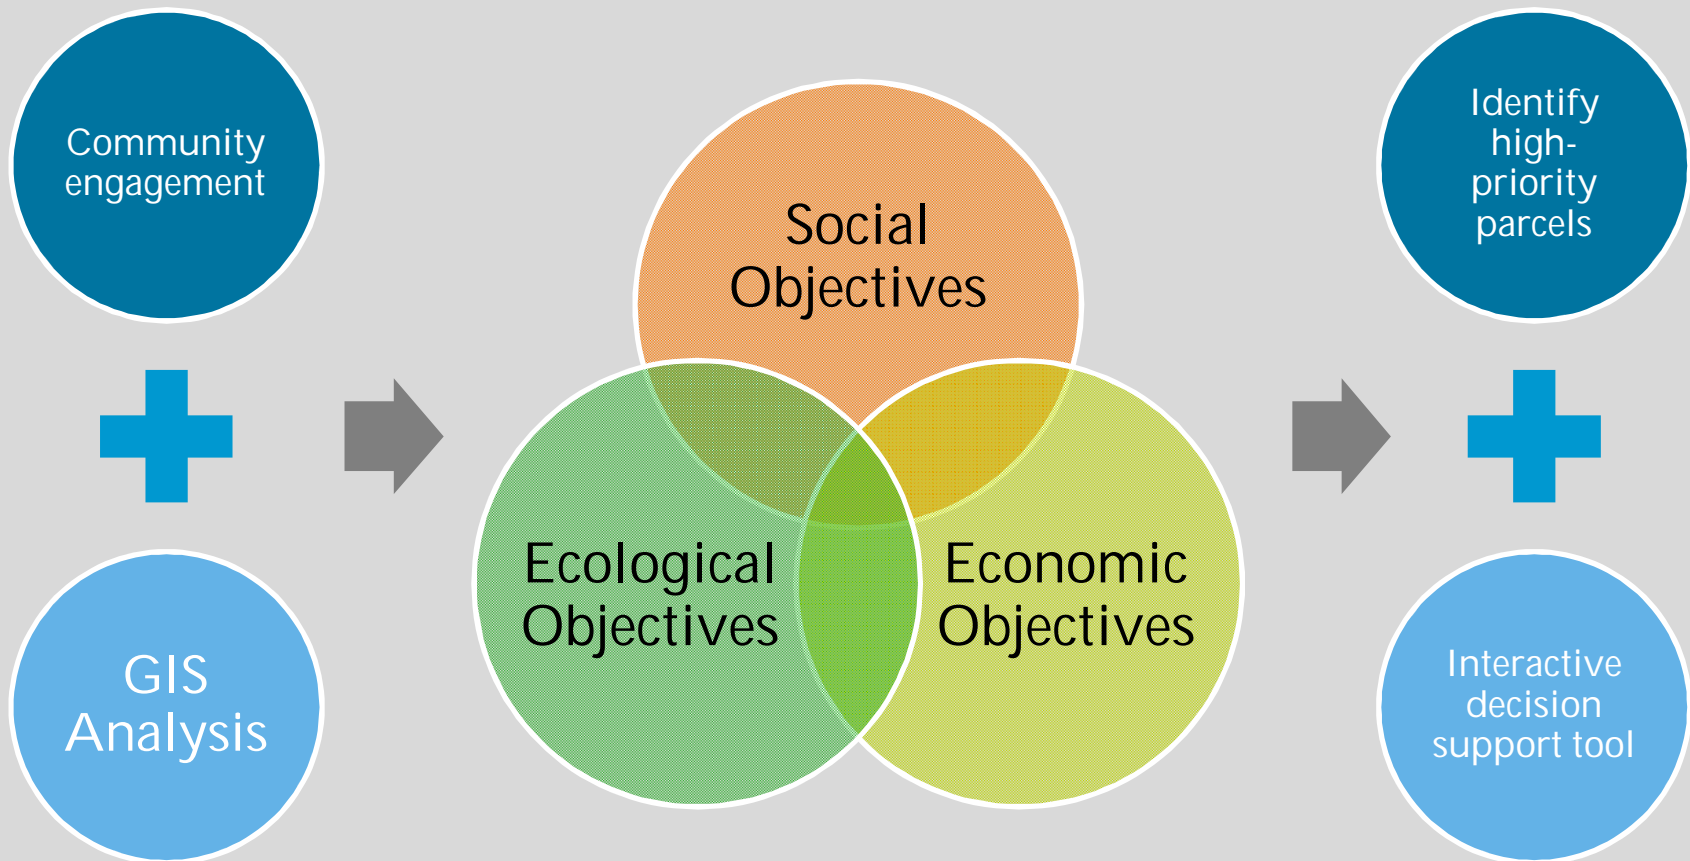 Community
engagement
GIS
Analysis
Social
Objectives
Ecological
Objectives
Economic
Objectives
Identify
high-
priority
parcels
Interactive
decision
support tool